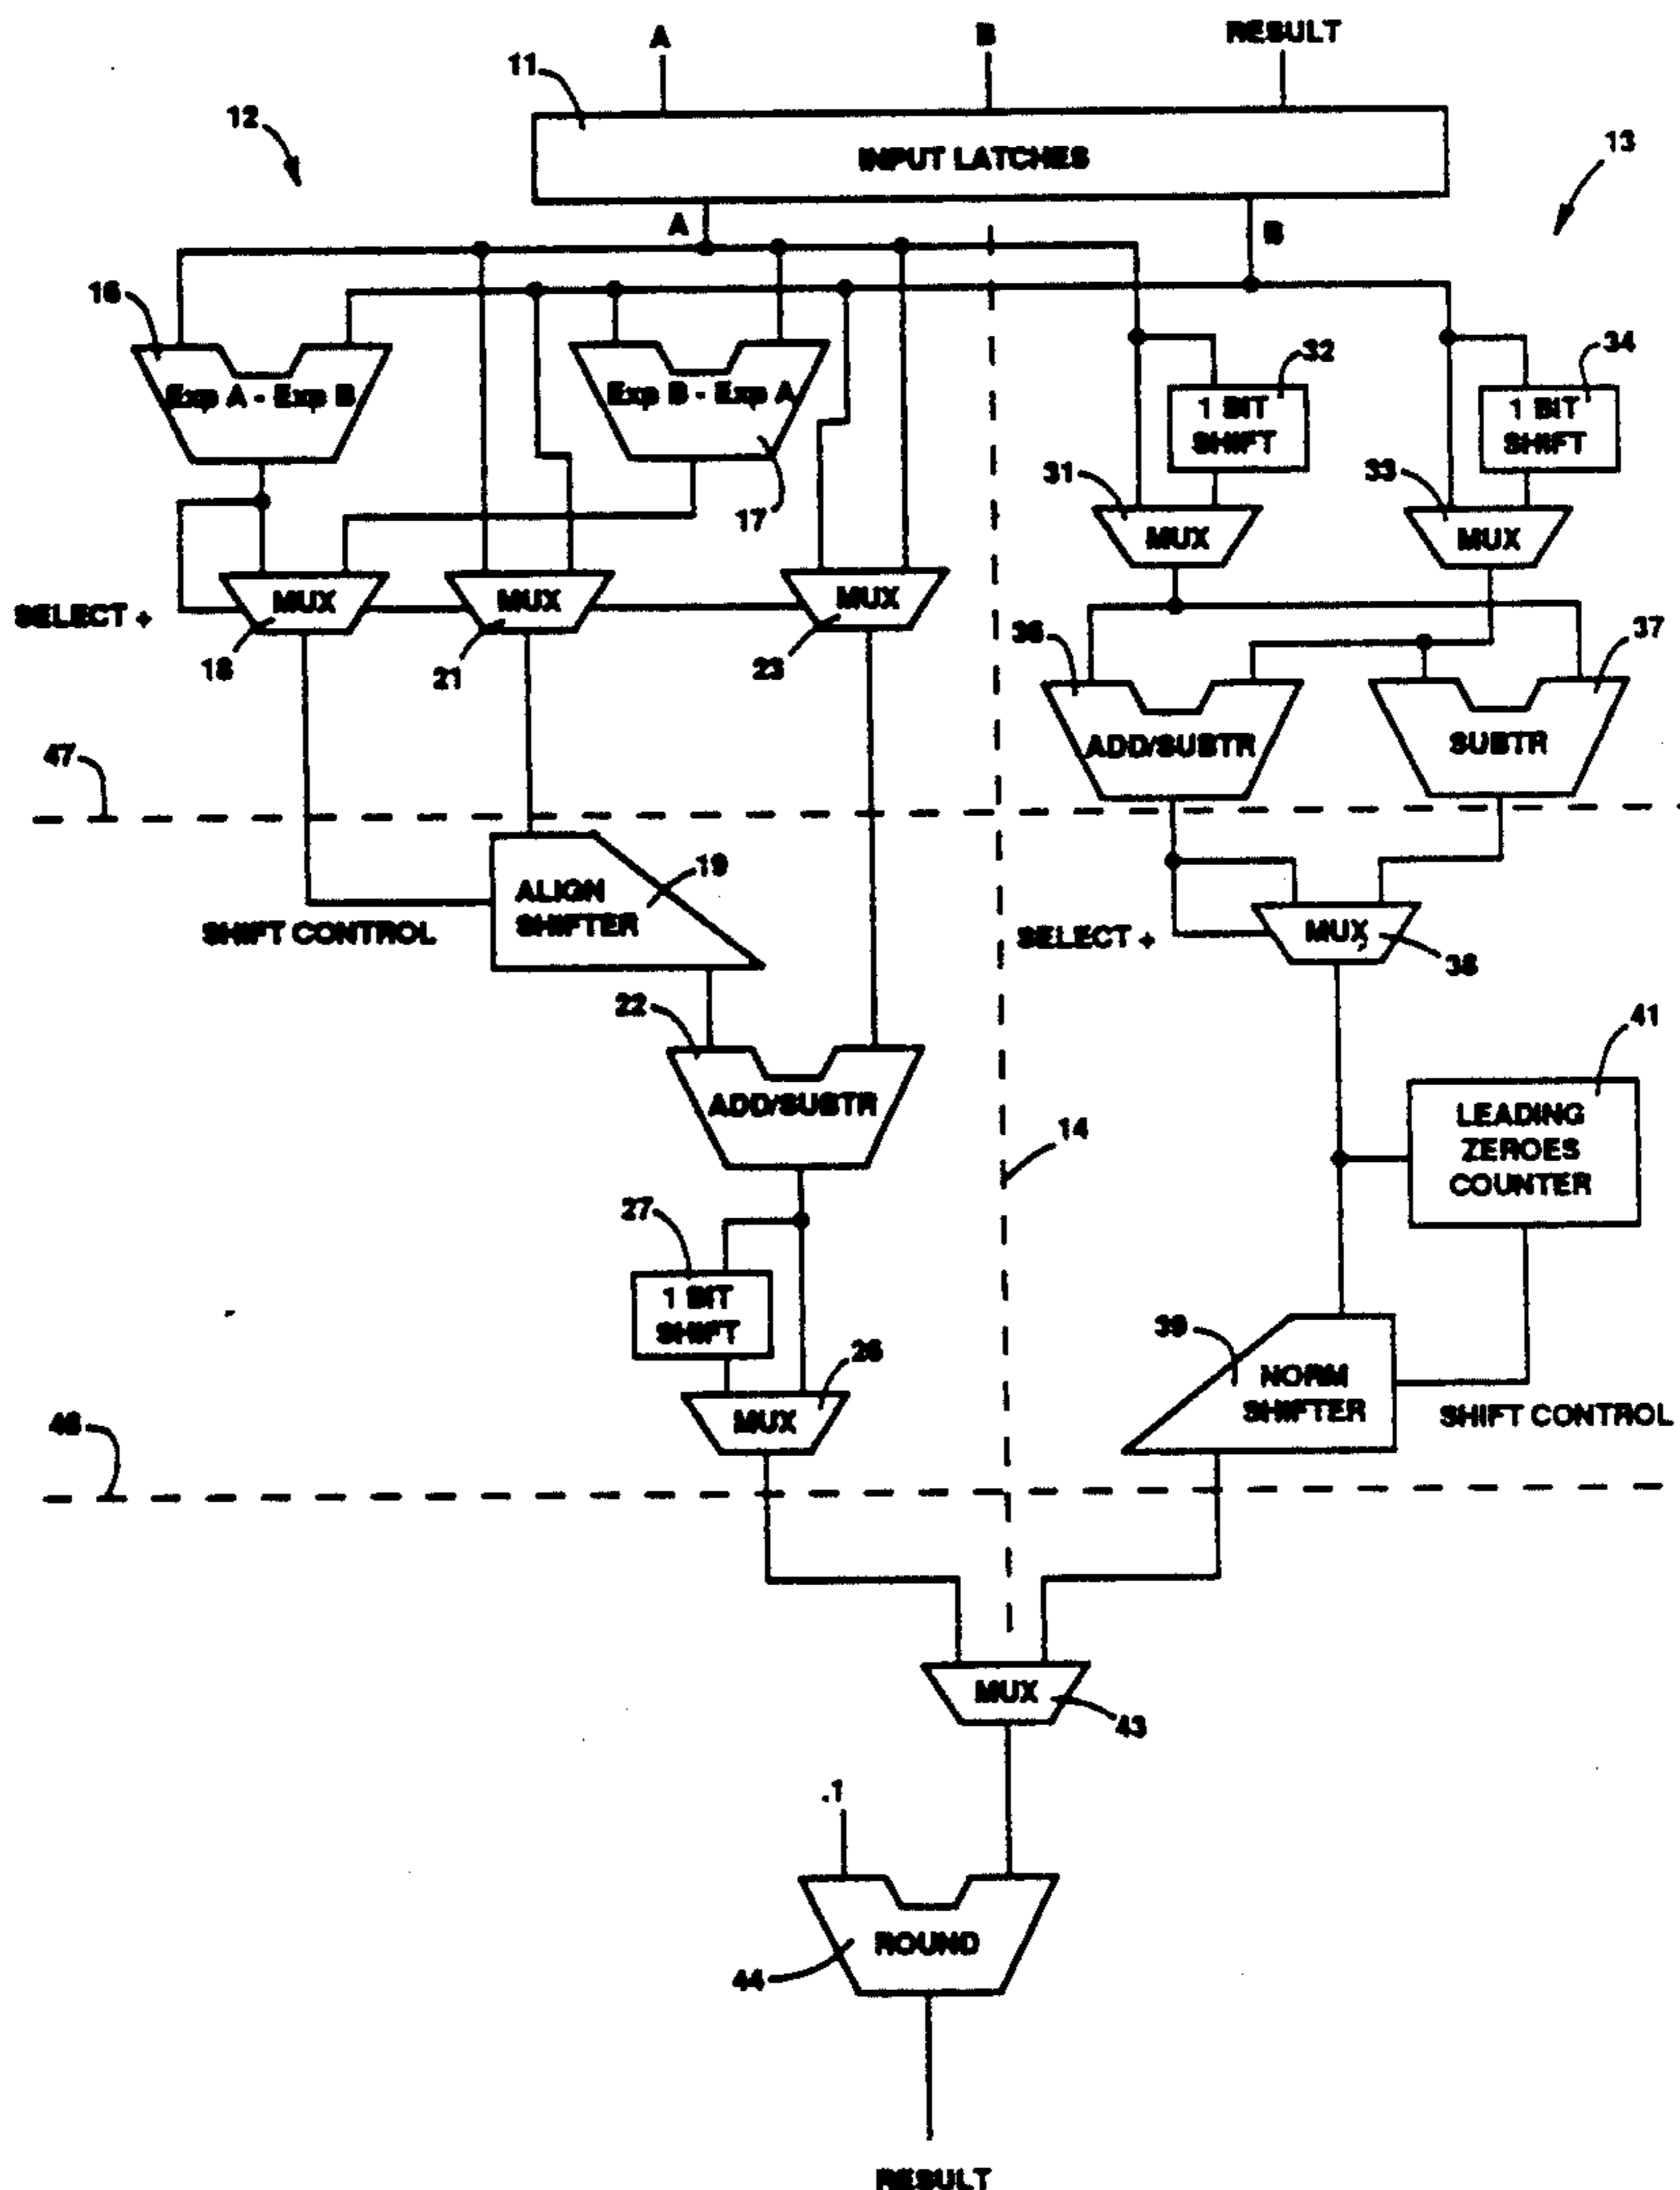 A B RESULT
11
12
INPUT LATCHES
13
A B
16
Exp A - Exp B
Exp B - Exp A
17
32
1 BIT
SHIFT
34
1 BIT
SHIFT
31
MUX
33
MUX
SELECT +
MUX
18
MUX
21
MUX
23
36
ADD/SUBTR
37
SUBTR
47
ALIGN
SHIFTER
19
SHIFT CONTROL
SELECT +
MUX
38
22
ADD/SUBTR
14
41
LEADING
ZEROES
COUNTER
27
1 BIT
SHIFT
26
MUX
39
NORM
SHIFTER
SHIFT CONTROL
48
MUX
43
.1
ROUND
44
RESULT